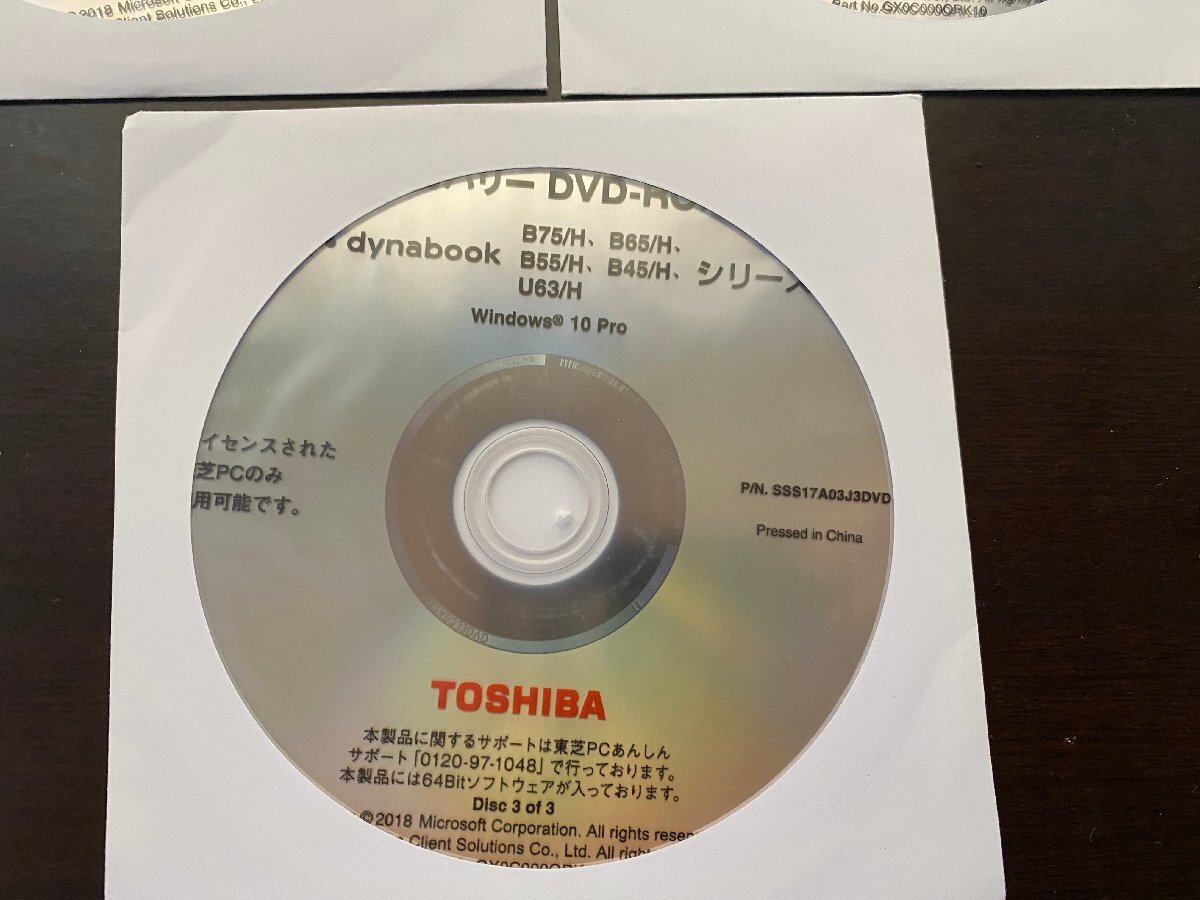 ©2018 Microsoft
Client Solutions Co.,
Part No.GX0C000QRK10
バリー DVD-RO
dynabook
B75/H、B65/H、
B55/H、B45/H、
U63/H
シリーズ
Windows® 10 Pro
イセンスされた
芝PCのみ
用可能です。
P/N. SSS17A03J3DVD
Pressed in China
TOSHIBA
本製品に関するサポートは東芝PCあんしん
サポート「0120-97-1048」で行っております。
本製品には64Bitソフトウェアが入っております。
Disc 3 of 3
©2018 Microsoft Corporation. All rights reser
Client Solutions Co., Ltd. All righ